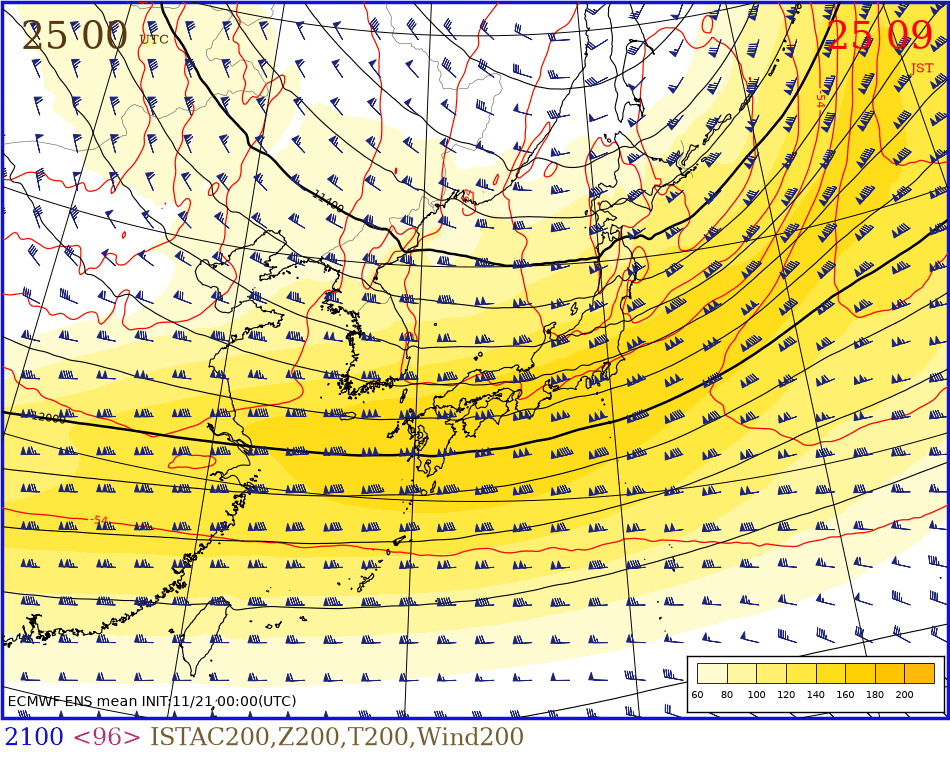 25 00 UTC
25 09 JST
-54
11400
12000
-54
60 80 100 120 140 160 180 200
ECMWF ENS mean INIT:11/21 00:00(UTC)
2100 <96> ISTAC200,Z200,T200,Wind200